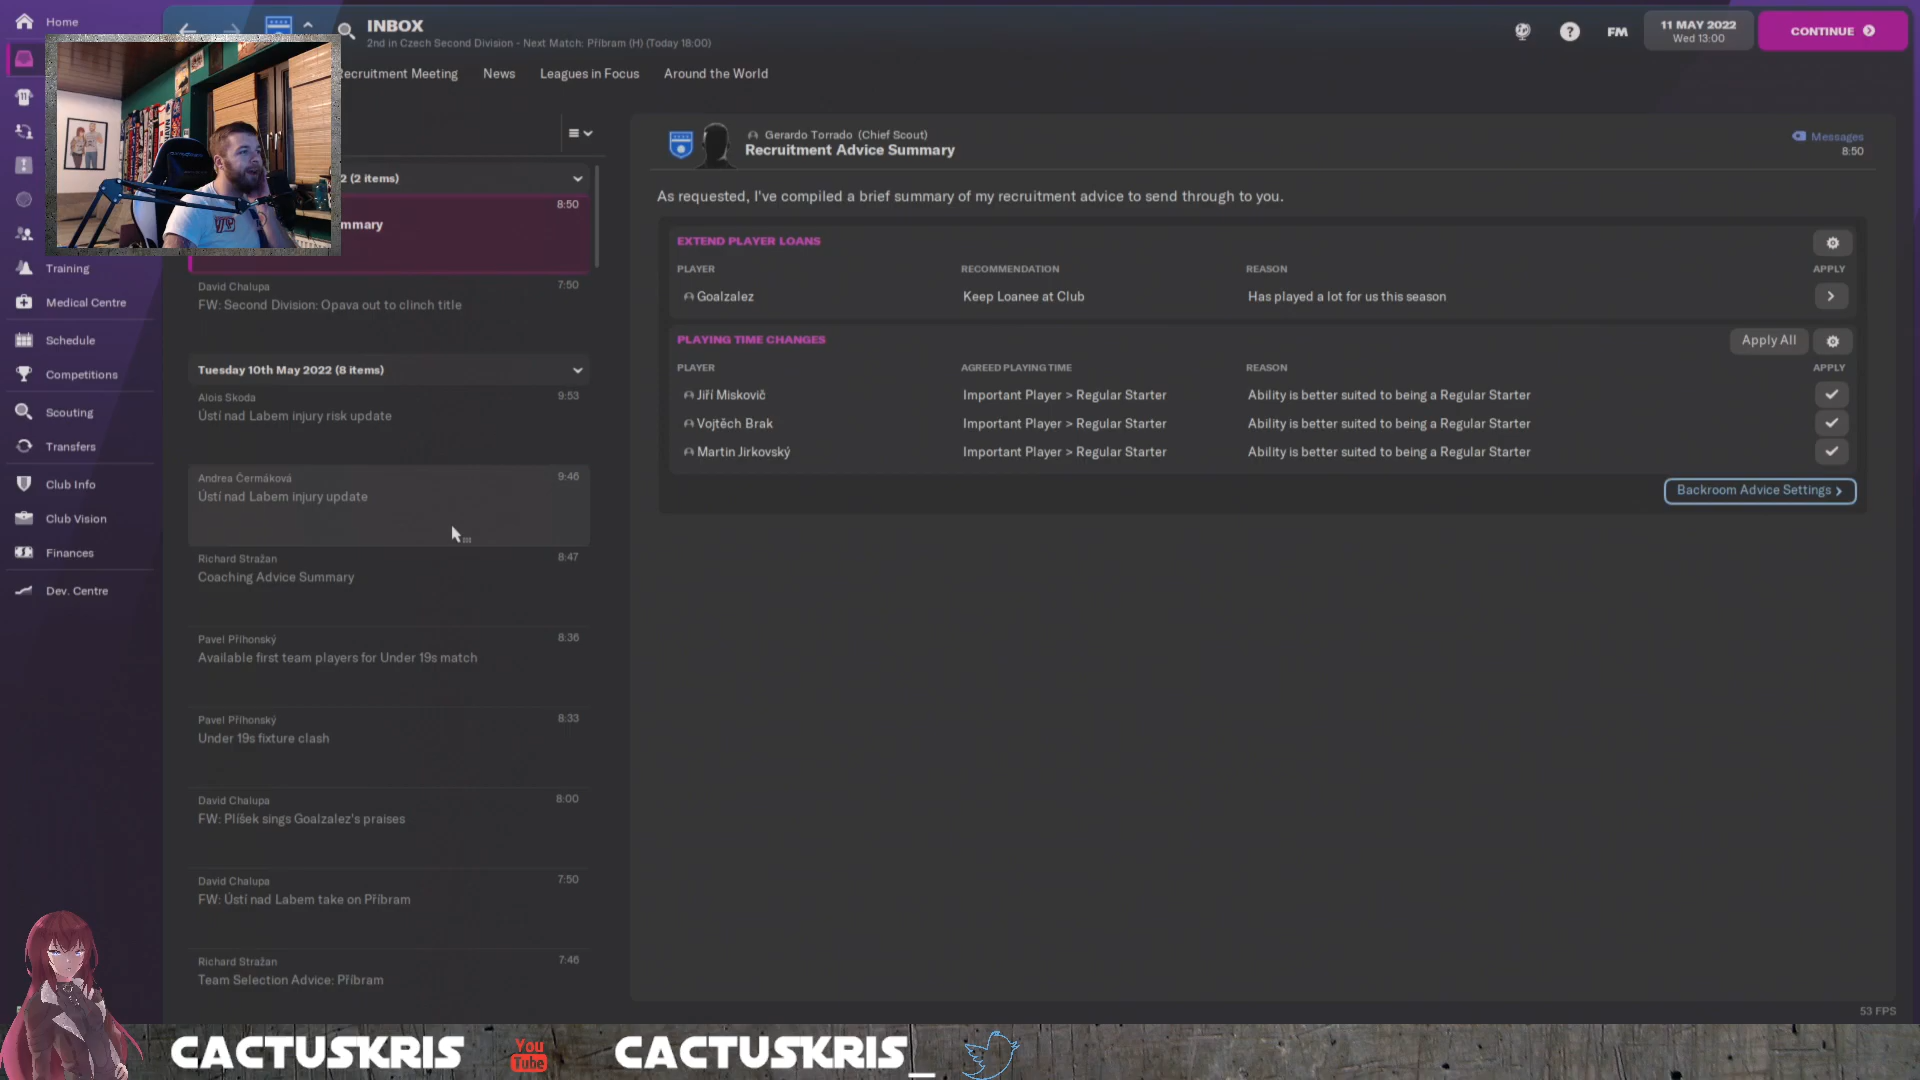 Home
INBOX
2nd in Czech Second Division - Next Match: Příbram (H) (Today 18:00)
FM
11 MAY 2022
Wed 13:00
CONTINUE
Recruitment Meeting
News
Leagues in Focus
Around the World
Training
Medical Centre
Schedule
Competitions
Scouting
Transfers
Club Info
Club Vision
Finances
Dev. Centre
2 (2 items)
8:50
mmary
David Chalupa
7:50
FW: Second Division: Opava out to clinch title
Tuesday 10th May 2022 (8 items)
Alois Skoda
9:53
Ústí nad Labem injury risk update
Andrea Čermáková
9:46
Ústí nad Labem injury update
Richard Stražan
8:47
Coaching Advice Summary
Pavel Příhonský
8:36
Available first team players for Under 19s match
Pavel Příhonský
8:33
Under 19s fixture clash
David Chalupa
8:00
FW: Plíšek sings Goalzalez's praises
David Chalupa
7:50
FW: Ústí nad Labem take on Příbram
Richard Stražan
7:46
Team Selection Advice: Příbram
Gerardo Torrado (Chief Scout)
Recruitment Advice Summary
Messages
8:50
As requested, I've compiled a brief summary of my recruitment advice to send through to you.
EXTEND PLAYER LOANS
PLAYER RECOMMENDATION REASON APPLY
Goalzalez Keep Loanee at Club Has played a lot for us this season
PLAYING TIME CHANGES
Apply All
PLAYER AGREED PLAYING TIME REASON APPLY
Jiří Miskovič Important Player > Regular Starter Ability is better suited to being a Regular Starter
Vojtěch Brak Important Player > Regular Starter Ability is better suited to being a Regular Starter
Martin Jirkovský Important Player > Regular Starter Ability is better suited to being a Regular Starter
Backroom Advice Settings >
53 FPS
CACTUSKRIS
You Tube
CACTUSKRIS_